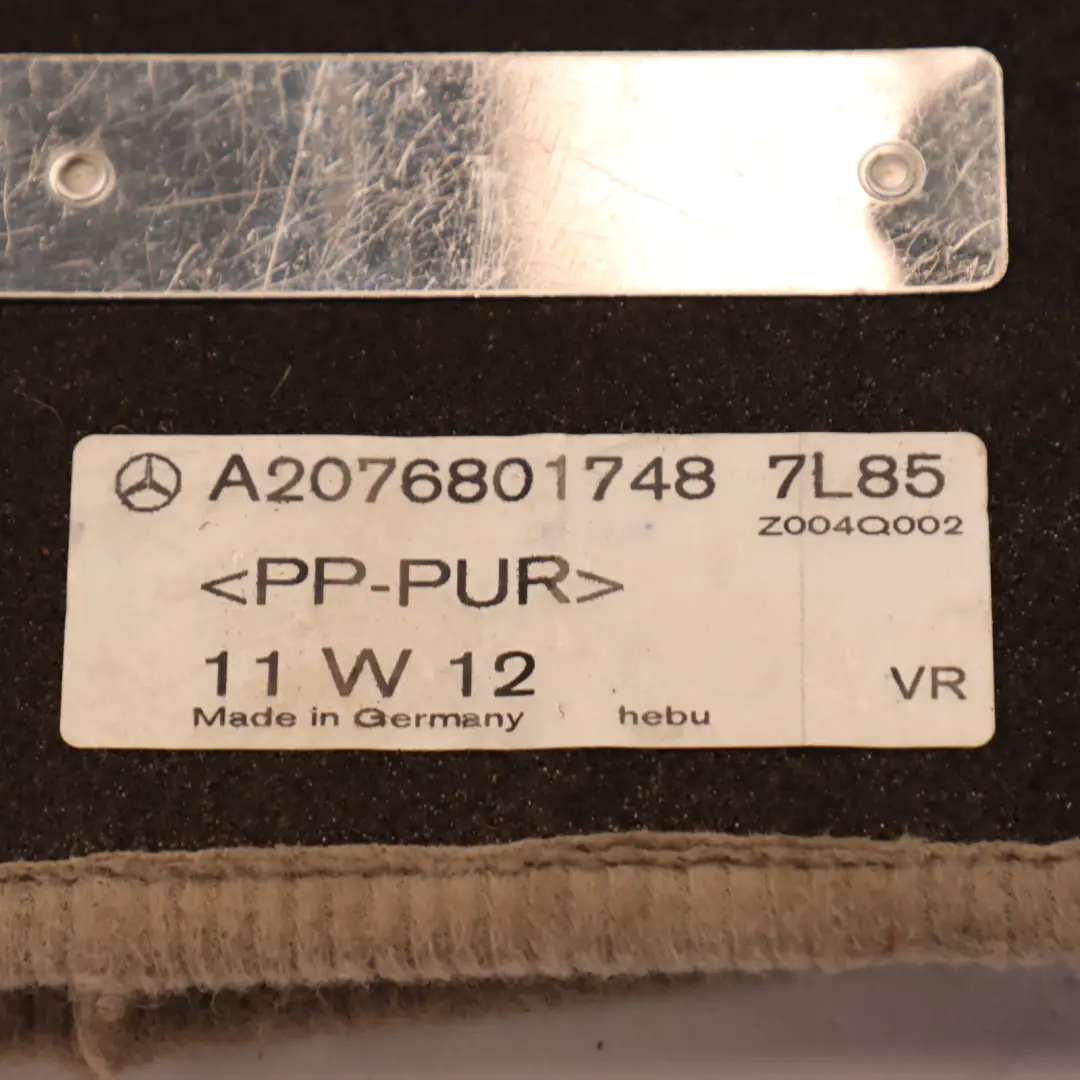 A2076801748 7L85
Z004Q002
<PP-PUR>
11 W 12
VR
Made in Germany hebu